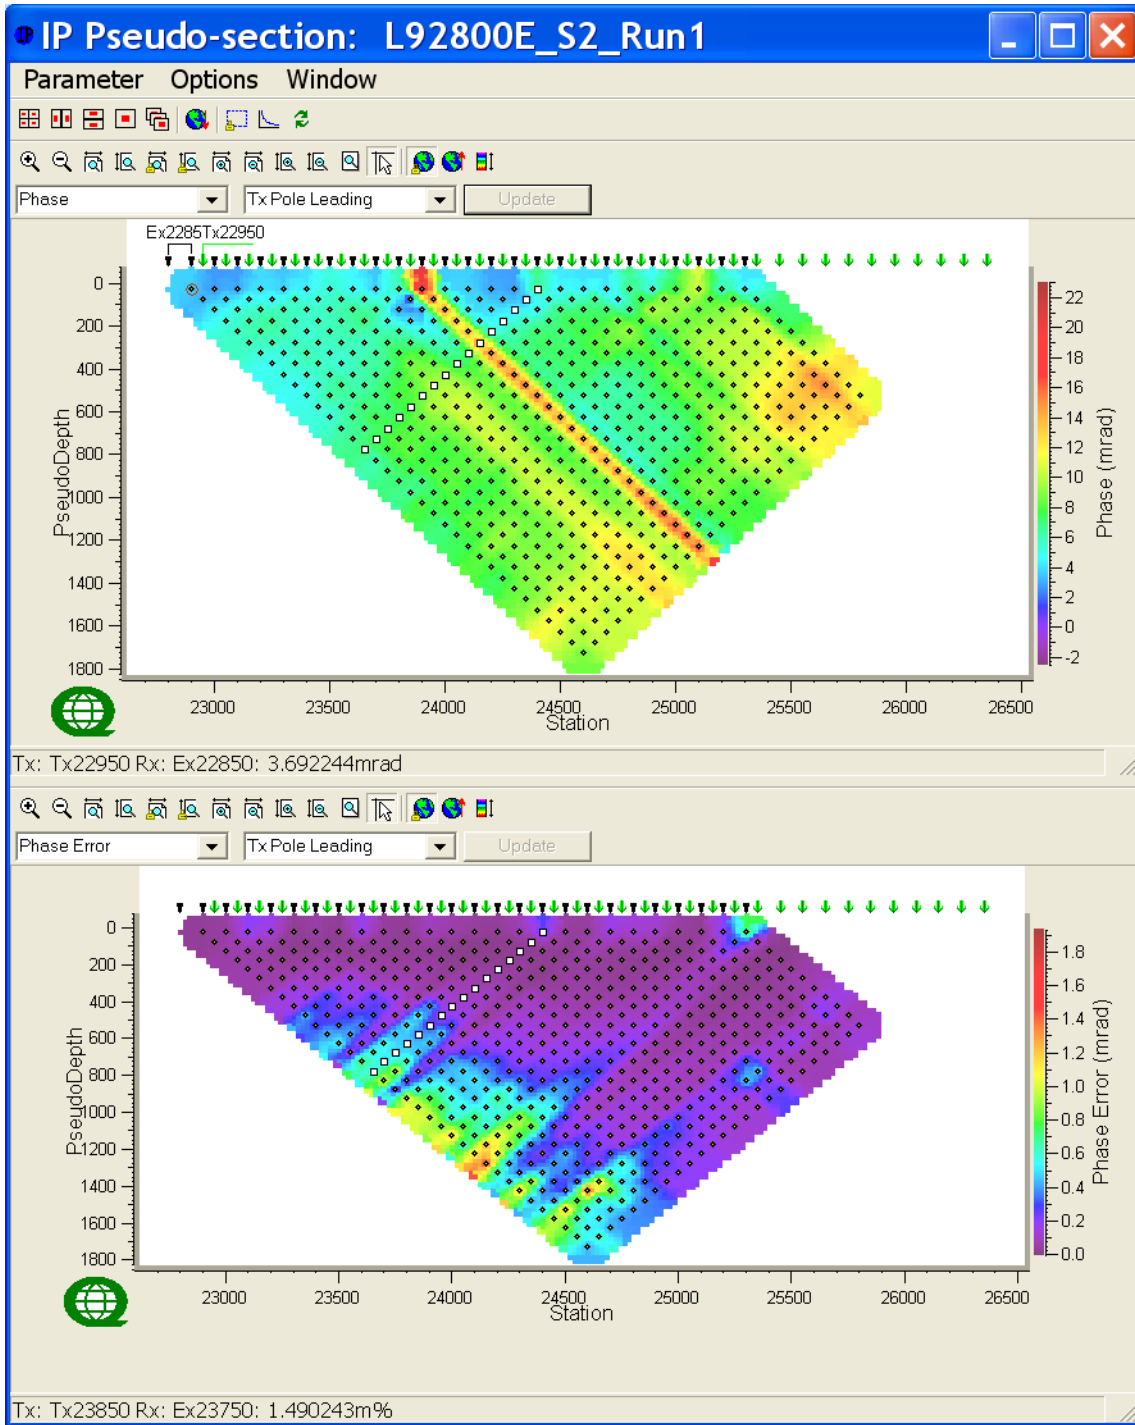 IP Pseudo-section: L92800E_S2_Run1
Parameter Options Window
Phase Tx Pole Leading Update
Ex2285Tx22950
0
200
400
600
800
1000
1200
1400
1600
1800
PseudoDepth
23000 23500 24000 24500 25000 25500 26000 26500
Station
22
20
18
16
14
12
10
8
6
4
2
0
-2
Phase (mrad)
Tx: Tx22950 Rx: Ex22850: 3.692244mrad
Phase Error Tx Pole Leading Update
0
200
400
600
800
1000
1200
1400
1600
1800
PseudoDepth
23000 23500 24000 24500 25000 25500 26000 26500
Station
1.8
1.6
1.4
1.2
1.0
0.8
0.6
0.4
0.2
0.0
Phase Error (mrad)
Tx: Tx23850 Rx: Ex23750: 1.490243m%